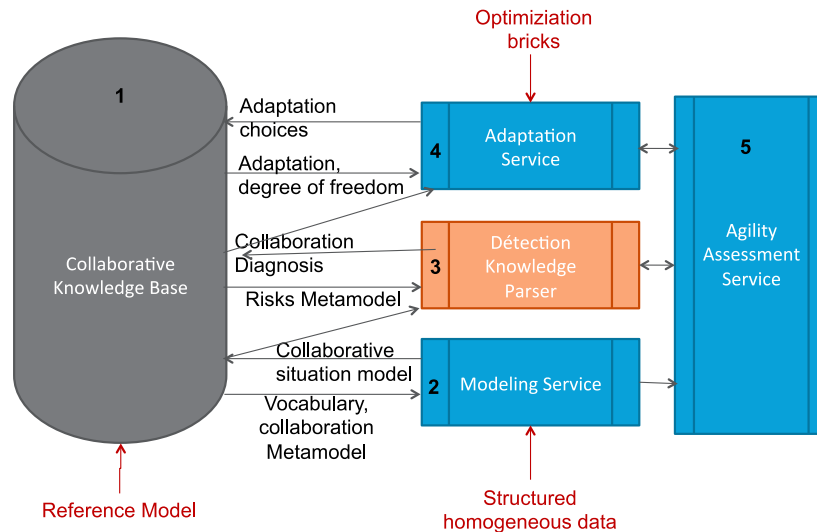 Optimiziation
bricks
1
Adaptation
choices
4
Adaptation
Service
5
Adaptation,
degree of freedom
Collaboration
Diagnosis
3
Détection
Knowledge
Parser
Agility
Assessment
Service
Collaborative
Knowledge Base
Risks Metamodel
Collaborative
situation model
2
Modeling Service
Vocabulary,
collaboration
Metamodel
Reference Model
Structured
homogeneous data